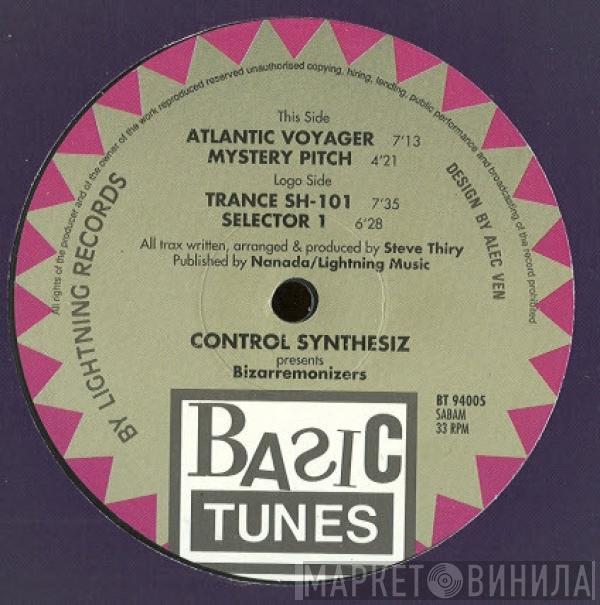 All rights of the producer and of the owner of the work reproduced reserved unauthorised copying, hiring, lending, public performance and broadcasting of the record prohibited
This Side
ATLANTIC VOYAGER 7'13
MYSTERY PITCH 4'21
Logo Side
TRANCE SH-101 7'35
SELECTOR 1 6'28
All trax written, arranged & produced by Steve Thiry
Published by Nanada/Lightning Music
BY LIGHTNING RECORDS
DESIGN BY ALEC VEN
CONTROL SYNTHESIZ
presents
Bizarremonizers
BT 94005
SABAM
33 RPM
BASIC
TUNES
МАРКЕТ ВИНИЛА